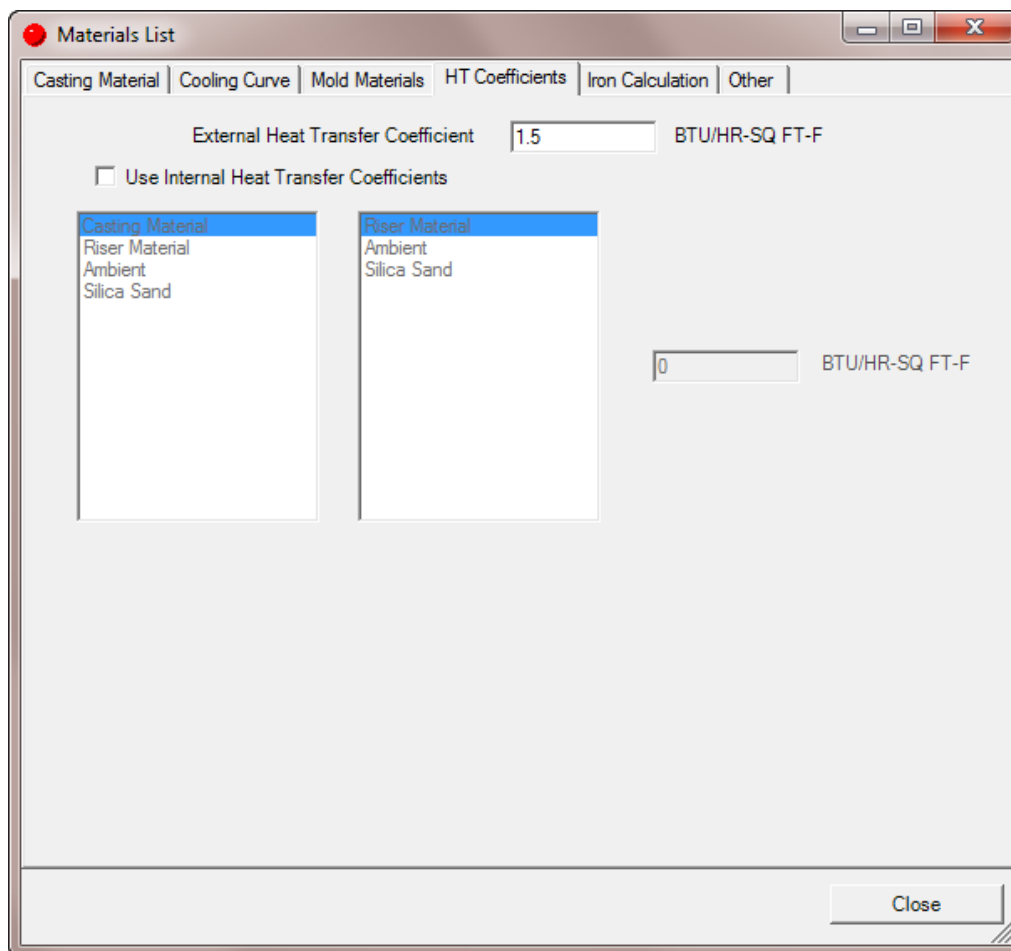 Materials List
Casting Material Cooling Curve Mold Materials HT Coefficients Iron Calculation Other
External Heat Transfer Coefficient 1.5 BTU/HR-SQ FT-F
Use Internal Heat Transfer Coefficients
Casting Material
Riser Material
Ambient
Silica Sand
Riser Material
Ambient
Silica Sand
0 BTU/HR-SQ FT-F
Close